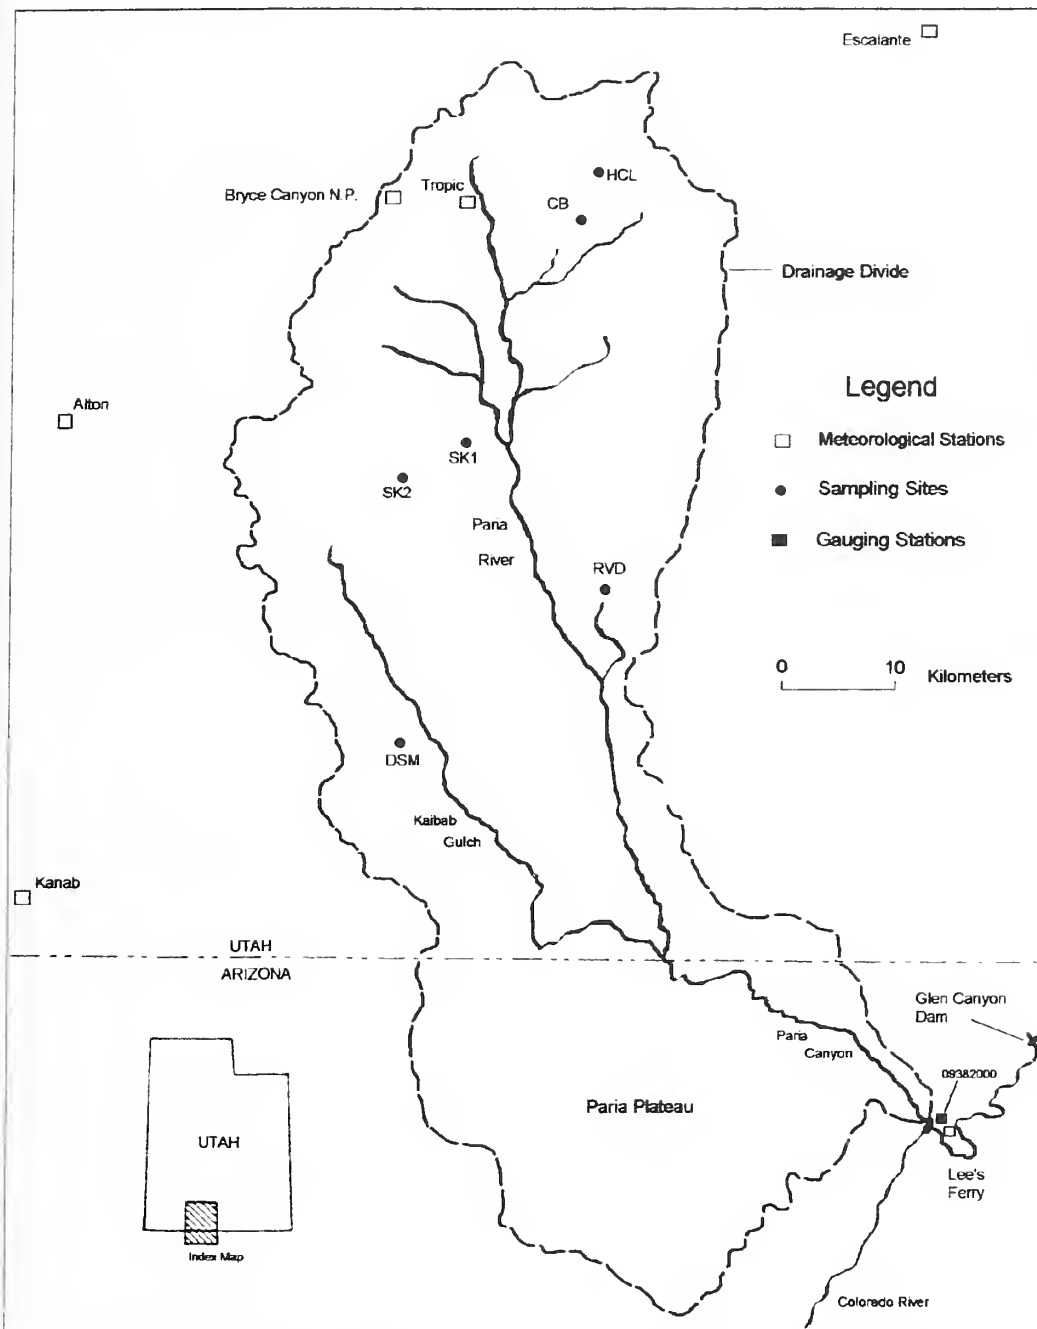 Escalante
HCL
Bryce Canyon N.P.
Tropic
CB
Drainage Divide
Legend
Alton
Meteorological Stations
SK1
SK2
Sampling Sites
Paria
River
Gauging Stations
RVD
0 10 Kilometers
DSM
Kaibab
Gulch
Kanab
UTAH
ARIZONA
Glen Canyon
Dam
Paria
Canyon
09382000
Paria Plateau
UTAH
Lee's
Ferry
Index Map
Colorado River